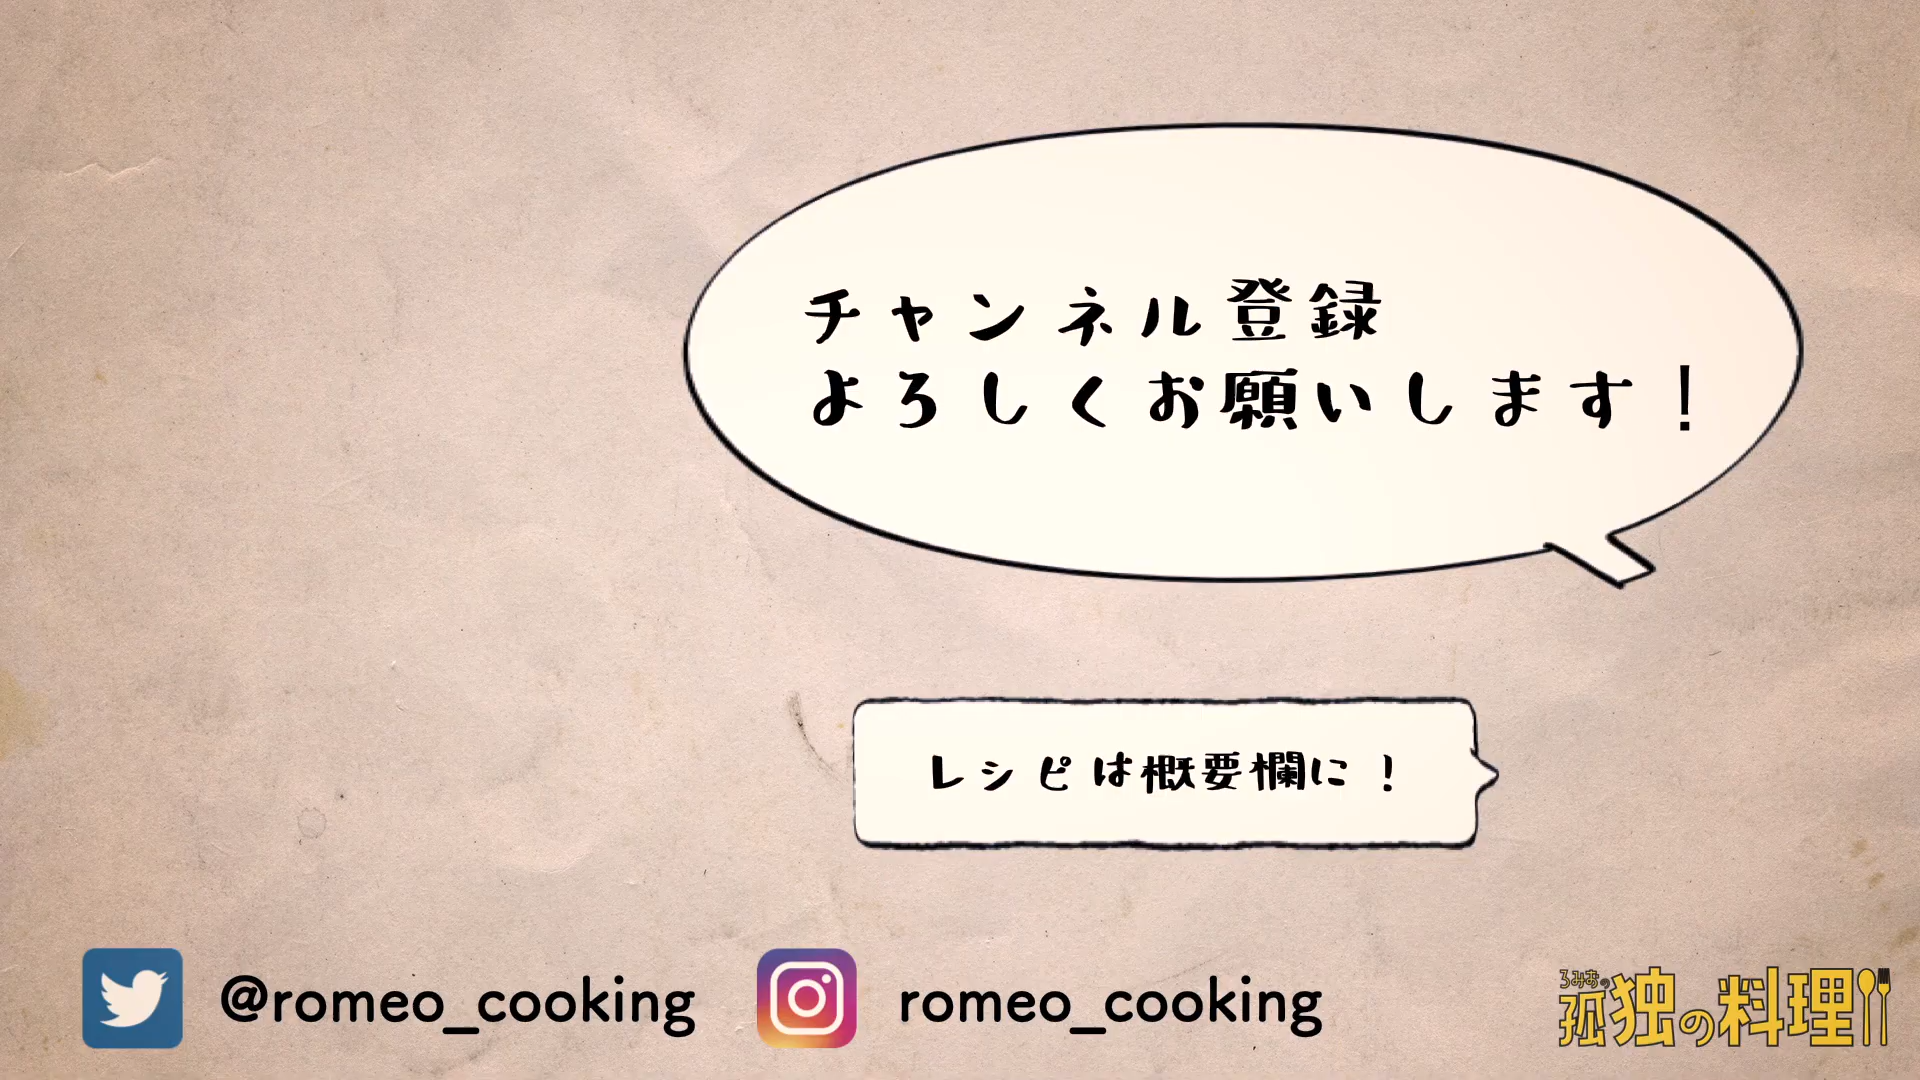 チャンネル登録
よろしくお願いします！
レシピは概要欄に！
@romeo_cooking
romeo_cooking
ろみおの
孤独の料理